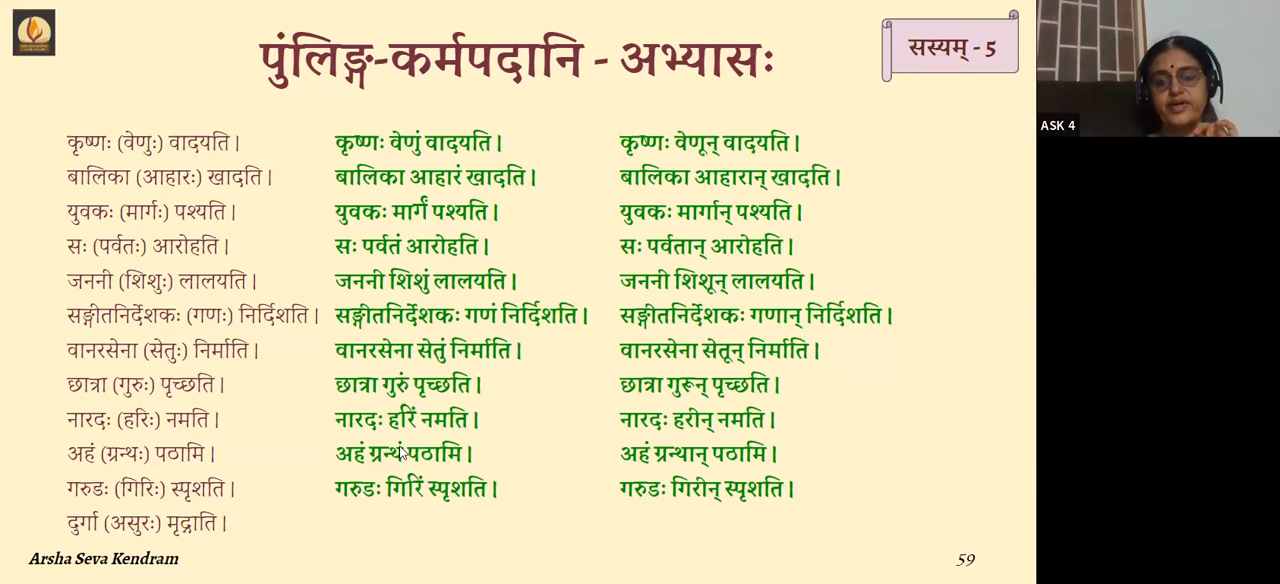 पुंलिङ्ग-कर्मपदानि - अभ्यासः
सस्यम् - 5
ASK 4
कृष्णः (वेणुः) वादयति । कृष्णः वेणुं वादयति । कृष्णः वेणून् वादयति ।
बालिका (आहारः) खादति । बालिका आहारं खादति । बालिका आहारान् खादति ।
युवकः (मार्गः) पश्यति । युवकः मार्गं पश्यति । युवकः मार्गान् पश्यति ।
सः (पर्वतः) आरोहति । सः पर्वतं आरोहति । सः पर्वतान् आरोहति ।
जननी (शिशुः) लालयति । जननी शिशुं लालयति । जननी शिशून् लालयति ।
सङ्गीतनिर्देशकः (गणः) निर्दिशति । सङ्गीतनिर्देशकः गणं निर्दिशति । सङ्गीतनिर्देशकः गणान् निर्दिशति ।
वानरसेना (सेतुः) निर्माति । वानरसेना सेतुं निर्माति । वानरसेना सेतून् निर्माति ।
छात्रा (गुरुः) पृच्छति । छात्रा गुरुं पृच्छति । छात्रा गुरून् पृच्छति ।
नारदः (हरिः) नमति । नारदः हरिं नमति । नारदः हरीन् नमति ।
अहं (ग्रन्थः) पठामि । अहं ग्रन्थं पठामि । अहं ग्रन्थान् पठामि ।
गरुडः (गिरिः) स्पृशति । गरुडः गिरिं स्पृशति । गरुडः गिरीन् स्पृशति ।
दुर्गा (असुरः) मृद्नाति ।
Arsha Seva Kendram
59